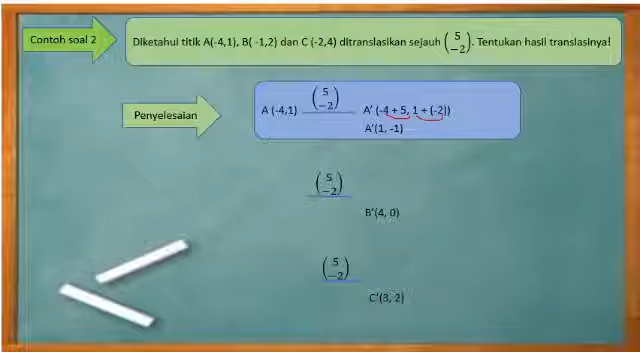 Contoh soal 2
Diketahui titik A(-4,1), B( -1,2) dan C (-2,4) ditranslasikan sejauh (5 -2). Tentukan hasil translasinya!
Penyelesaian
A (-4,1) (5 -2) A' (-4 + 5, 1 + (-2))
A'(1, -1)
(5 -2)
B'(4, 0)
(5 -2)
C'(3, 2)